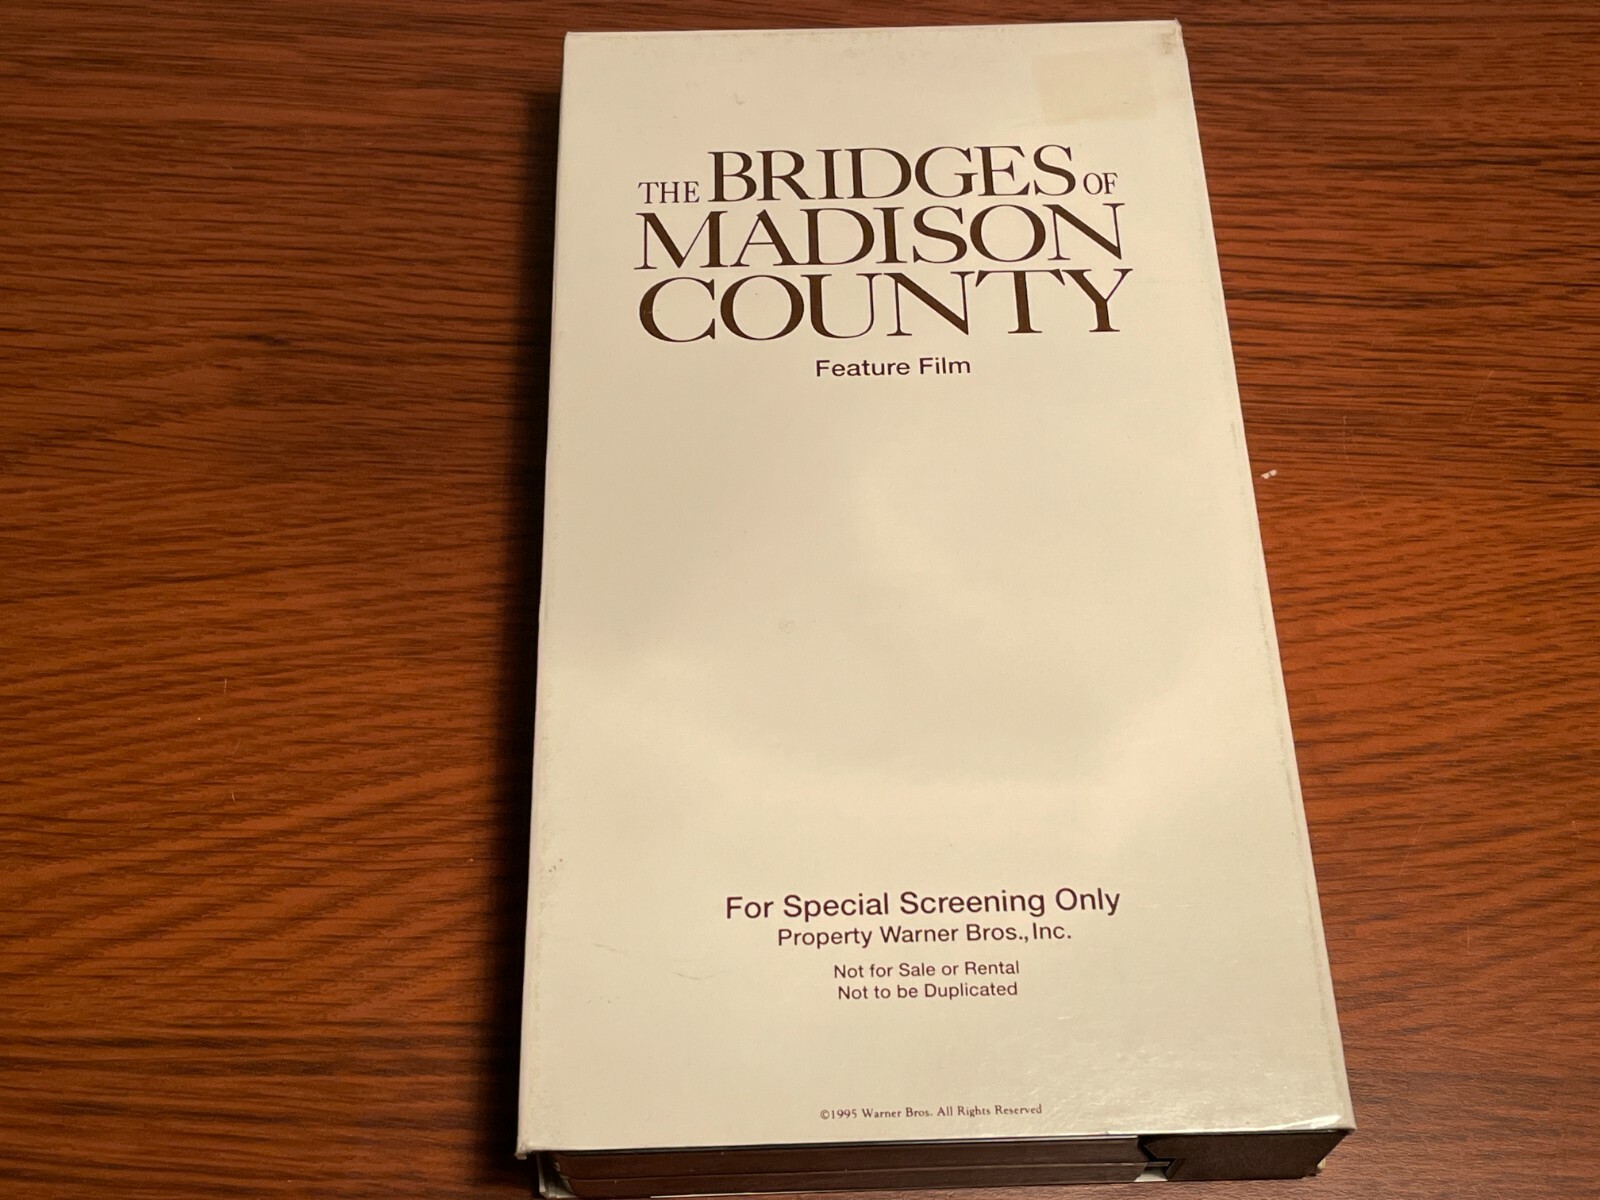 THE BRIDGES OF
MADISON
COUNTY
Feature Film
For Special Screening Only
Property Warner Bros., Inc.
Not for Sale or Rental
Not to be Duplicated
©1995 Warner Bros. All Rights Reserved